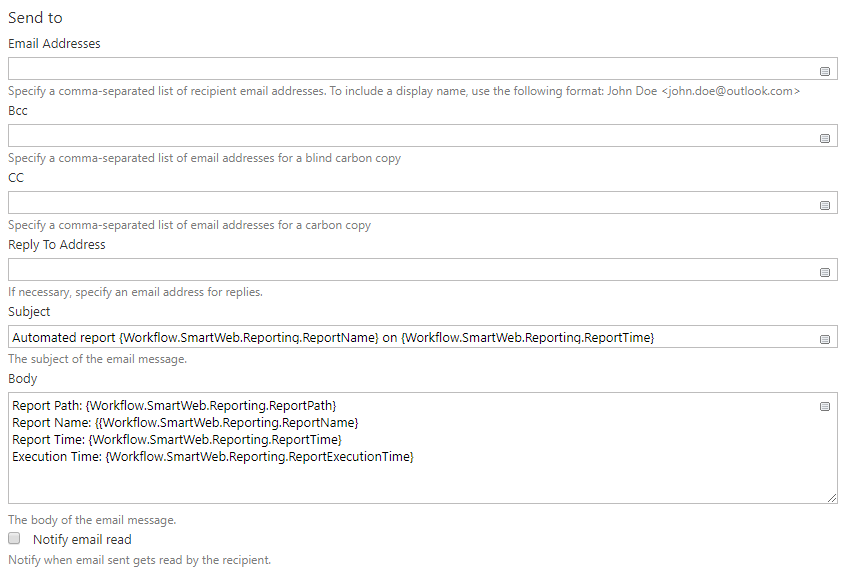 Send to
Email Addresses
Specify a comma-separated list of recipient email addresses. To include a display name, use the following format: John Doe <john.doe@outlook.com>
Bcc
Specify a comma-separated list of email addresses for a blind carbon copy
CC
Specify a comma-separated list of email addresses for a carbon copy
Reply To Address
If necessary, specify an email address for replies.
Subject
Automated report {Workflow.SmartWeb.Reporting.ReportName} on {Workflow.SmartWeb.Reporting.ReportTime}
The subject of the email message.
Body
Report Path: {Workflow.SmartWeb.Reporting.ReportPath}
Report Name: {{Workflow.SmartWeb.Reporting.ReportName}
Report Time: {Workflow.SmartWeb.Reporting.ReportTime}
Execution Time: {Workflow.SmartWeb.Reporting.ReportExecutionTime}
The body of the email message.
Notify email read
Notify when email sent gets read by the recipient.